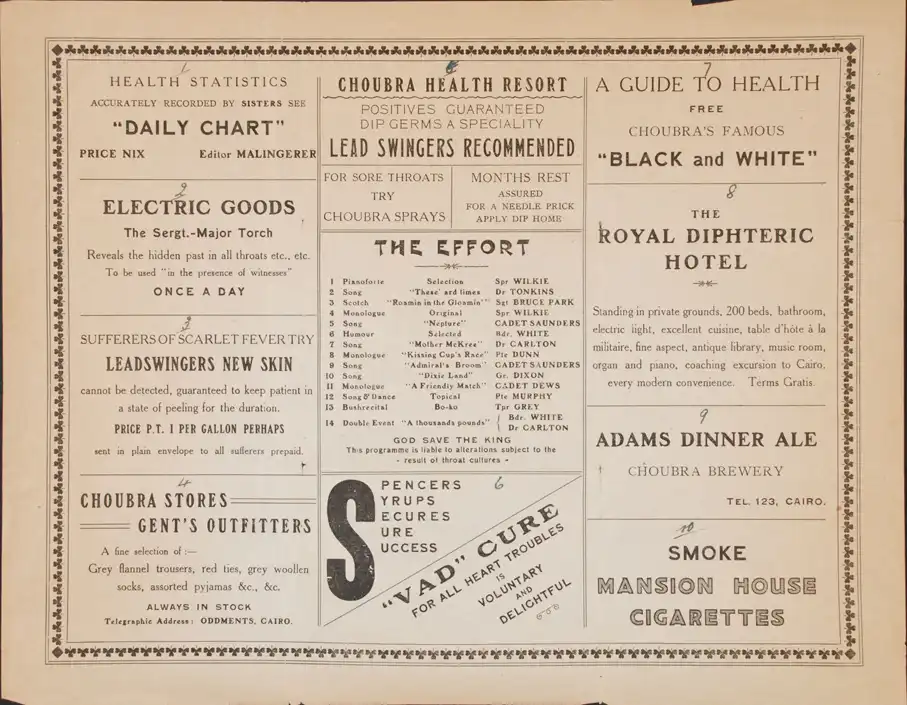 1
HEALTH STATISTICS
ACCURATELY RECORDED BY SISTERS SEE
"DAILY CHART"
PRICE NIX Editor MALINGERER
2
ELECTRIC GOODS
The Sergt.-Major Torch
Reveals the hidden past in all throats etc., etc.
To be used "in the presence of witnesses"
ONCE A DAY
3
SUFFERERS OF SCARLET FEVER TRY
LEADSWINGERS NEW SKIN
cannot be detected, guaranteed to keep patient in
a state of peeling for the duration.
PRICE P.T. 1 PER GALLON PERHAPS
sent in plain envelope to all sufferers prepaid.
4
CHOUBRA STORES
GENT'S OUTFITTERS
A fine selection of :—
Grey flannel trousers, red ties, grey woollen
socks, assorted pyjamas &c., &c.
ALWAYS IN STOCK
Telegraphic Address: ODDMENTS, CAIRO.
CHOUBRA HEALTH RESORT
POSITIVES GUARANTEED
DIP GERMS A SPECIALITY
LEAD SWINGERS RECOMMENDED
FOR SORE THROATS
TRY
CHOUBRA SPRAYS
MONTHS REST
ASSURED
FOR A NEEDLE PRICK
APPLY DIP HOME
THE EFFORT
1 Pianoforte Selection Spr WILKIE
2 Song "These' ard limes Dr TONKINS
3 Scotch "Roamin in the Gloamin'" Sgt BRUCE PARK
4 Monologue Original Spr WILKIE
5 Song "Nepture" CADET SAUNDERS
6 Humour Selected Bdr. WHITE
7 Song "Mother McKree" Dr CARLTON
8 Monologue "Kissing Cup's Race" Pte DUNN
9 Song "Admiral's Broom" CADET SAUNDERS
10 Song "Dixie Land" Gr. DIXON
11 Monologue "A Friendly Match" CADET DEWS
12 Song & Dance Topical Pte MURPHY
13 Bushrecital Bo-ko Tpr GREY
14 Double Event "A thousands pounds" { Bdr. WHITE
Dr CARLTON
GOD SAVE THE KING
This programme is liable to alterations subject to the
- result of throat cultures -
6
SPENCERS
SYRUPS
SECURES
SURE
SUCCESS
"VAD" CURE
FOR ALL HEART TROUBLES
IS
VOLUNTARY
AND
DELIGHTFUL
7
A GUIDE TO HEALTH
FREE
CHOUBRA'S FAMOUS
"BLACK and WHITE"
8
THE
ROYAL DIPHTERIC
HOTEL
Standing in private grounds, 200 beds, bathroom,
electric light, excellent cuisine, table d'hôte à la
militaire, fine aspect, antique library, music room,
organ and piano, coaching excursion to Cairo,
every modern convenience. Terms Gratis.
9
ADAMS DINNER ALE
CHOUBRA BREWERY
TEL. 123, CAIRO.
10
SMOKE
MANSION HOUSE
CIGARETTES